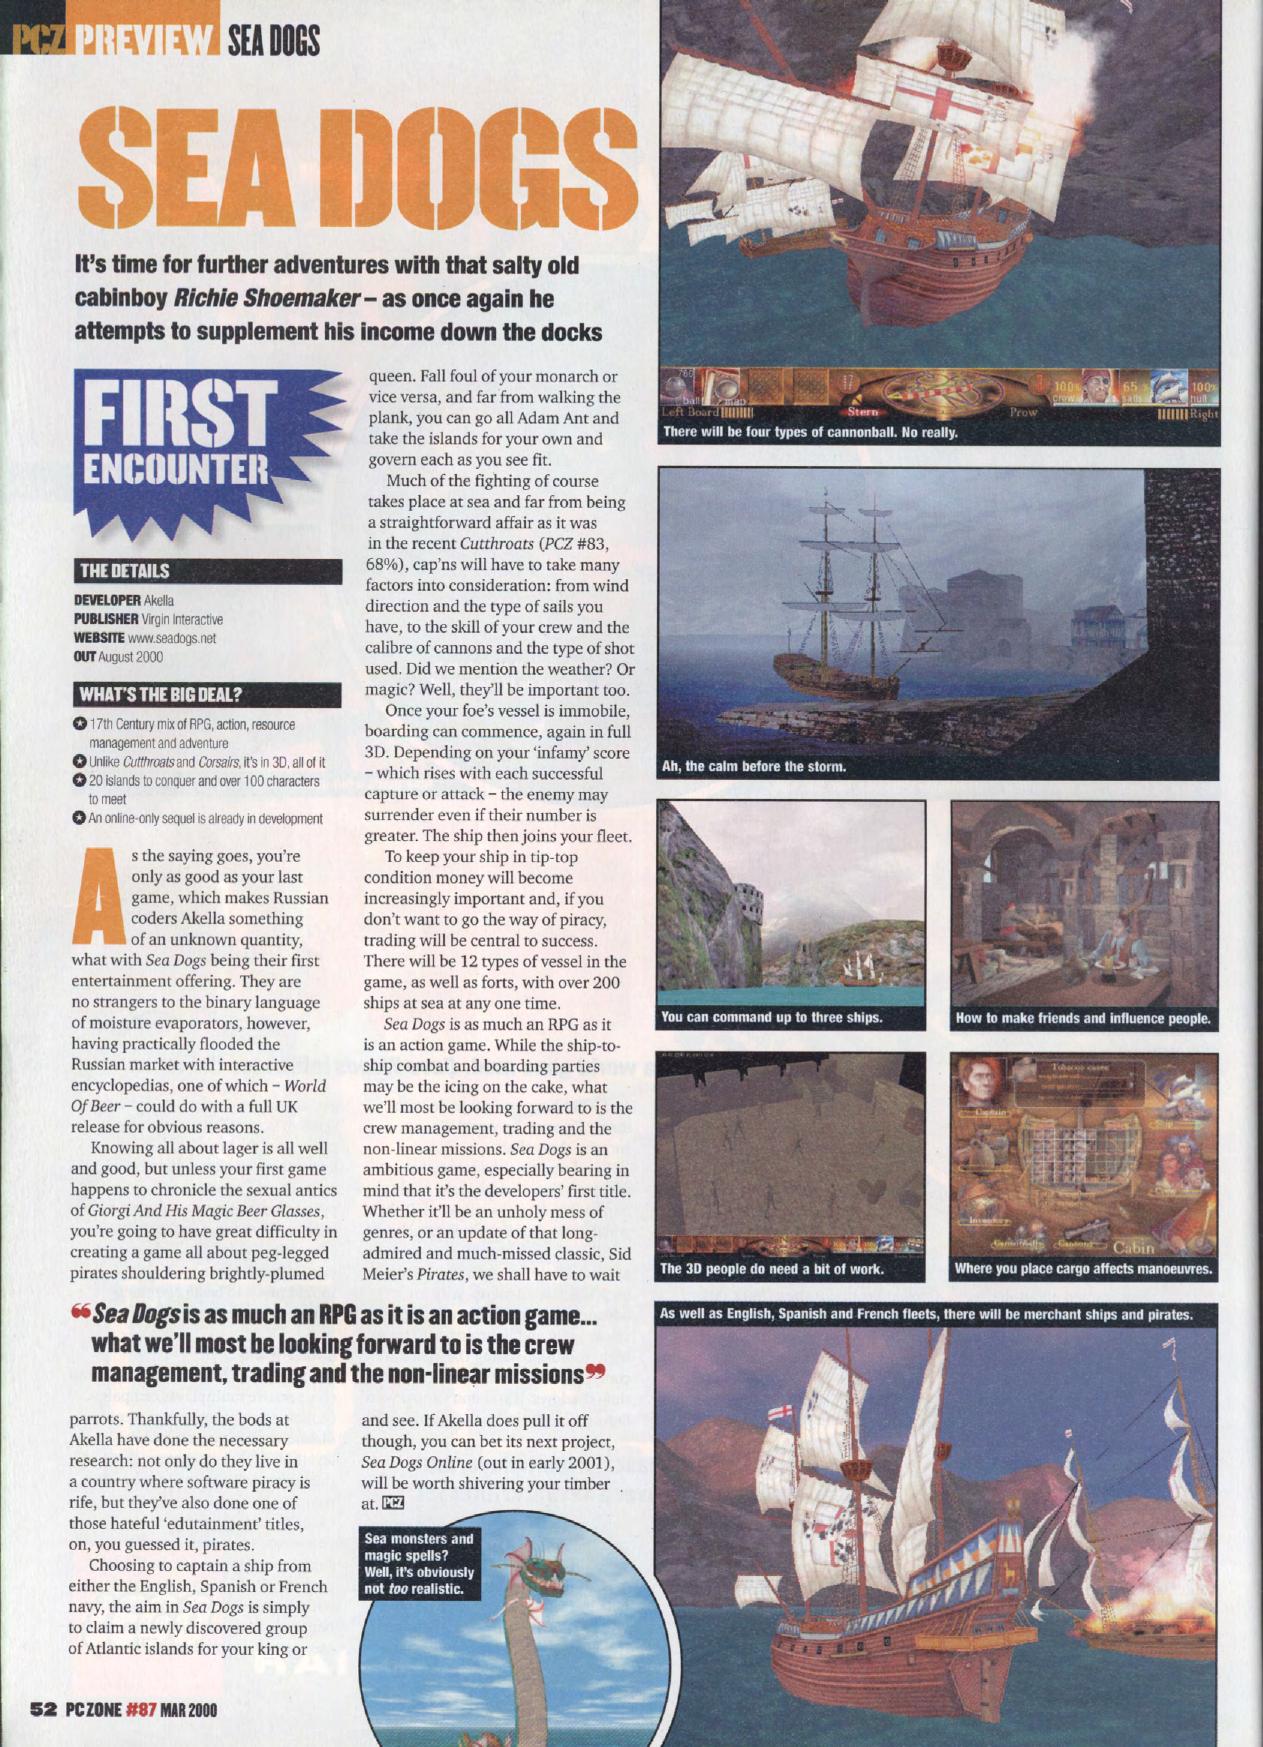 PCZ PREVIEW SEA DOGS
SEA DOGS
It's time for further adventures with that salty old
cabinboy Richie Shoemaker – as once again he
attempts to supplement his income down the docks
FIRST
ENCOUNTER
THE DETAILS
DEVELOPER Akella
PUBLISHER Virgin Interactive
WEBSITE www.seadogs.net
OUT August 2000
WHAT'S THE BIG DEAL?
17th Century mix of RPG, action, resource
management and adventure
Unlike Cutthroats and Corsairs, it's in 3D, all of it
20 islands to conquer and over 100 characters
to meet
An online-only sequel is already in development
As the saying goes, you're
only as good as your last
game, which makes Russian
coders Akella something
of an unknown quantity,
what with Sea Dogs being their first
entertainment offering. They are
no strangers to the binary language
of moisture evaporators, however,
having practically flooded the
Russian market with interactive
encyclopedias, one of which – World
Of Beer – could do with a full UK
release for obvious reasons.
Knowing all about lager is all well
and good, but unless your first game
happens to chronicle the sexual antics
of Giorgi And His Magic Beer Glasses,
you're going to have great difficulty in
creating a game all about peg-legged
pirates shouldering brightly-plumed
parrots. Thankfully, the bods at
Akella have done the necessary
research: not only do they live in
a country where software piracy is
rife, but they've also done one of
those hateful 'edutainment' titles,
on, you guessed it, pirates.
Choosing to captain a ship from
either the English, Spanish or French
navy, the aim in Sea Dogs is simply
to claim a newly discovered group
of Atlantic islands for your king or
queen. Fall foul of your monarch or
vice versa, and far from walking the
plank, you can go all Adam Ant and
take the islands for your own and
govern each as you see fit.
Much of the fighting of course
takes place at sea and far from being
a straightforward affair as it was
in the recent Cutthroats (PCZ #83,
68%), cap'ns will have to take many
factors into consideration: from wind
direction and the type of sails you
have, to the skill of your crew and the
calibre of cannons and the type of shot
used. Did we mention the weather? Or
magic? Well, they'll be important too.
Once your foe's vessel is immobile,
boarding can commence, again in full
3D. Depending on your 'infamy' score
– which rises with each successful
capture or attack – the enemy may
surrender even if their number is
greater. The ship then joins your fleet.
To keep your ship in tip-top
condition money will become
increasingly important and, if you
don't want to go the way of piracy,
trading will be central to success.
There will be 12 types of vessel in the
game, as well as forts, with over 200
ships at sea at any one time.
Sea Dogs is as much an RPG as it
is an action game. While the ship-to-
ship combat and boarding parties
may be the icing on the cake, what
we'll most be looking forward to is the
crew management, trading and the
non-linear missions. Sea Dogs is an
ambitious game, especially bearing in
mind that it's the developers' first title.
Whether it'll be an unholy mess of
genres, or an update of that long-
admired and much-missed classic, Sid
Meier's Pirates, we shall have to wait
and see. If Akella does pull it off
though, you can bet its next project,
Sea Dogs Online (out in early 2001),
will be worth shivering your timber
at. PCZ
“Sea Dogs is as much an RPG as it is an action game...
what we'll most be looking forward to is the crew
management, trading and the non-linear missions”
Sea monsters and
magic spells?
Well, it's obviously
not too realistic.
ball map
Left Board Stern Prow Right
100% crew 65 sails 100% hull
There will be four types of cannonball. No really.
Ah, the calm before the storm.
You can command up to three ships.
How to make friends and influence people.
The 3D people do need a bit of work.
Tobacco cases
Captain
Ship
Crew
Inventory
Cannonballs Cannons Cabin
Where you place cargo affects manoeuvres.
As well as English, Spanish and French fleets, there will be merchant ships and pirates.
52 PC ZONE #87 MAR 2000